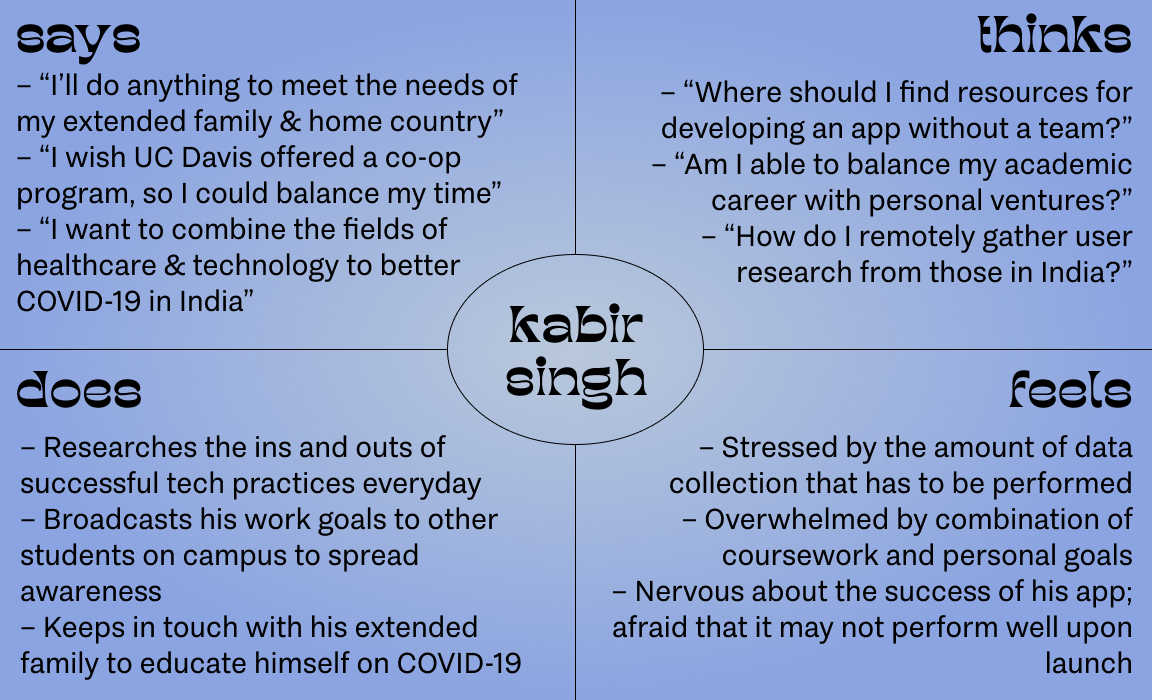 says
– “I’ll do anything to meet the needs of
my extended family & home country”
– “I wish UC Davis offered a co-op
program, so I could balance my time”
– “I want to combine the fields of
healthcare & technology to better
COVID-19 in India”
thinks
– “Where should I find resources for
developing an app without a team?”
– “Am I able to balance my academic
career with personal ventures?”
– “How do I remotely gather user
research from those in India?”
kabir
singh
does
– Researches the ins and outs of
successful tech practices everyday
– Broadcasts his work goals to other
students on campus to spread
awareness
– Keeps in touch with his extended
family to educate himself on COVID-19
feels
– Stressed by the amount of data
collection that has to be performed
– Overwhelmed by combination of
coursework and personal goals
– Nervous about the success of his app;
afraid that it may not perform well upon
launch